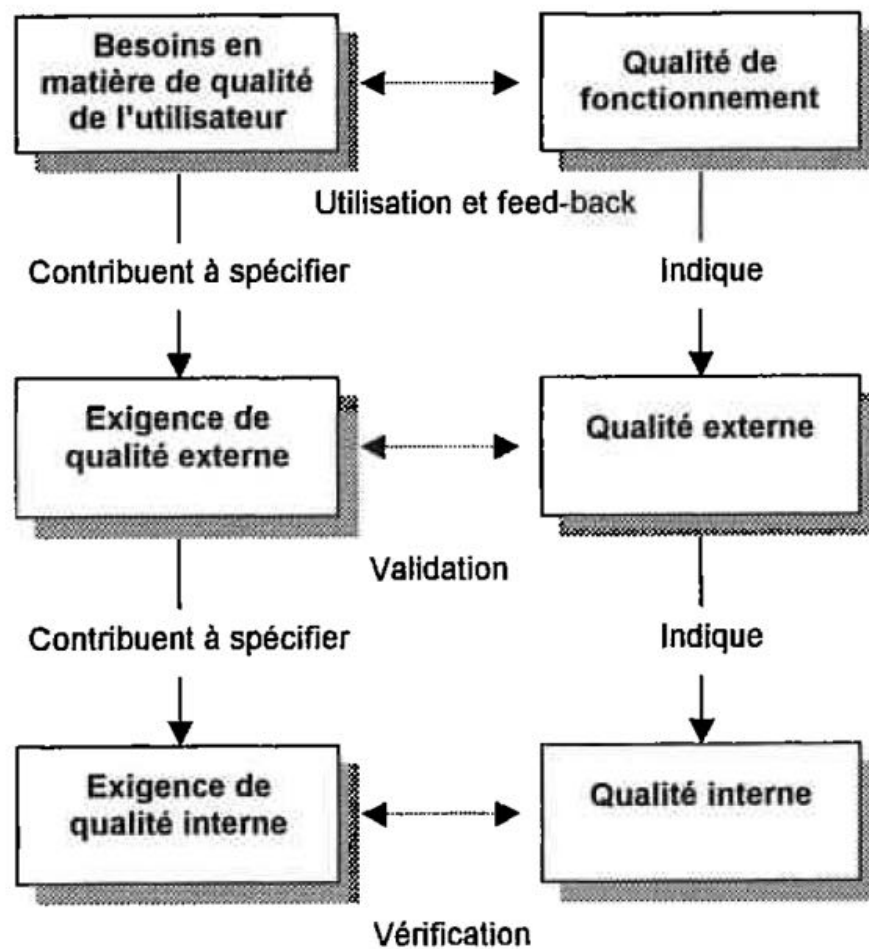 Besoins en
matière de qualité
de l'utilisateur
Qualité de
fonctionnement
Utilisation et feed-back
Contribuent à spécifier
Indique
Exigence de
qualité externe
Qualité externe
Validation
Contribuent à spécifier
Indique
Exigence de
qualité interne
Qualité interne
Vérification